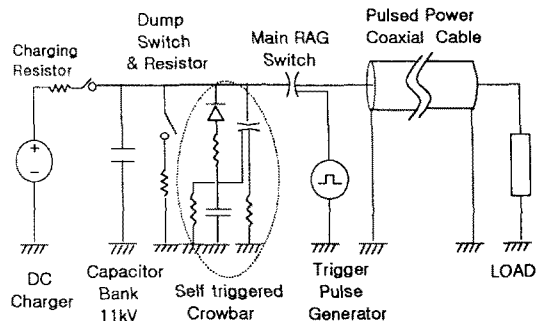 Charging
Resistor
Dump
Switch
& Resistor
Main RAG
Switch
Pulsed Power
Coaxial Cable
DC
Charger
Capacitor
Bank
11kV
Self triggered
Crowbar
Trigger
Pulse
Generator
LOAD